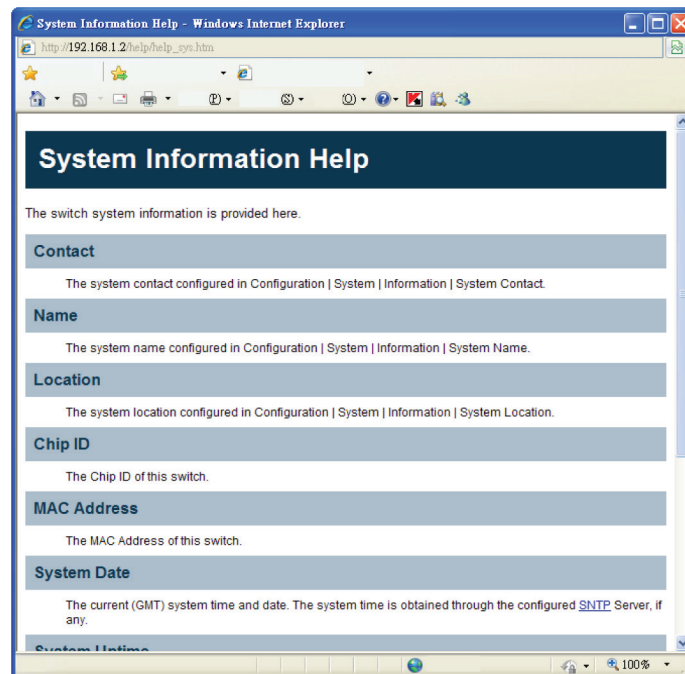 System Information Help - Windows Internet Explorer
http://192.168.1.2/help/help_sys.htm
(P) (S) (O)
System Information Help
The switch system information is provided here.
Contact
The system contact configured in Configuration | System | Information | System Contact.
Name
The system name configured in Configuration | System | Information | System Name.
Location
The system location configured in Configuration | System | Information | System Location.
Chip ID
The Chip ID of this switch.
MAC Address
The MAC Address of this switch.
System Date
The current (GMT) system time and date. The system time is obtained through the configured SNTP Server, if
any.
System Uptime
100%